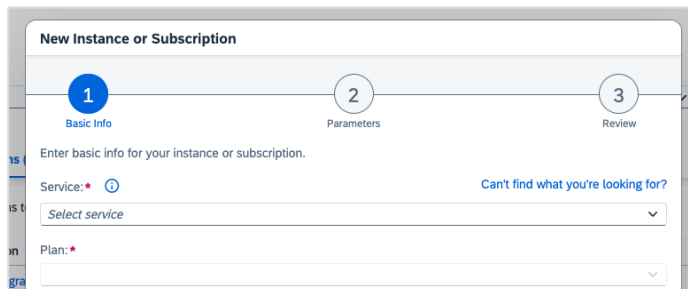 New Instance or Subscription
1
2
3
Basic Info
Parameters
Review
Enter basic info for your instance or subscription.
Service:*
Can't find what you're looking for?
Select service
Plan:*